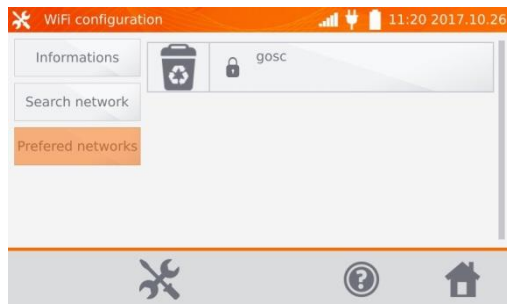 WiFi configuration 11:20 2017.10.26
Informations
gosc
Search network
Prefered networks